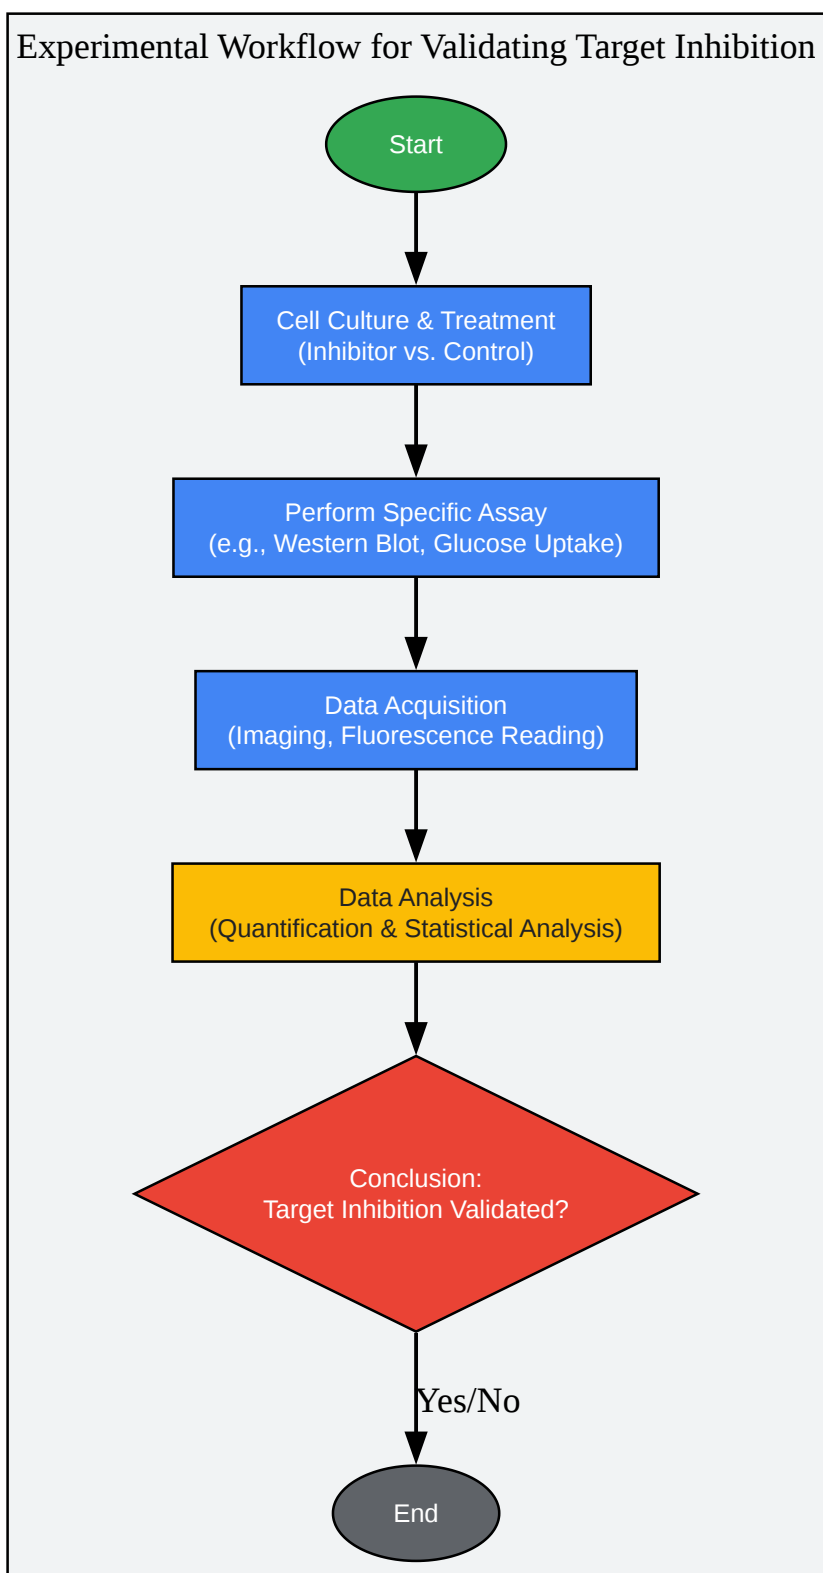 Experimental Workflow for Validating Target Inhibition
Start
Cell Culture & Treatment
(Inhibitor vs. Control)
Perform Specific Assay
(e.g., Western Blot, Glucose Uptake)
Data Acquisition
(Imaging, Fluorescence Reading)
Data Analysis
(Quantification & Statistical Analysis)
Conclusion:
Target Inhibition Validated?
Yes/No
End